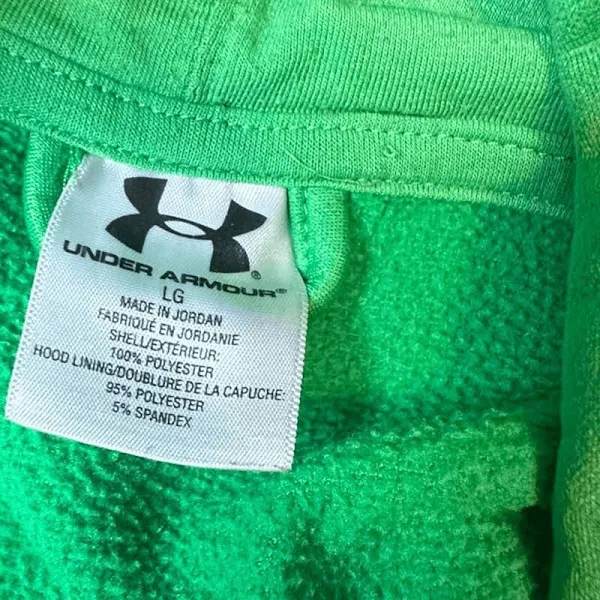 UNDER ARMOUR®
LG
MADE IN JORDAN
FABRIQUÉ EN JORDANIE
SHELL/EXTÉRIEUR:
100% POLYESTER
HOOD LINING/DOUBLURE DE LA CAPUCHE:
95% POLYESTER
5% SPANDEX